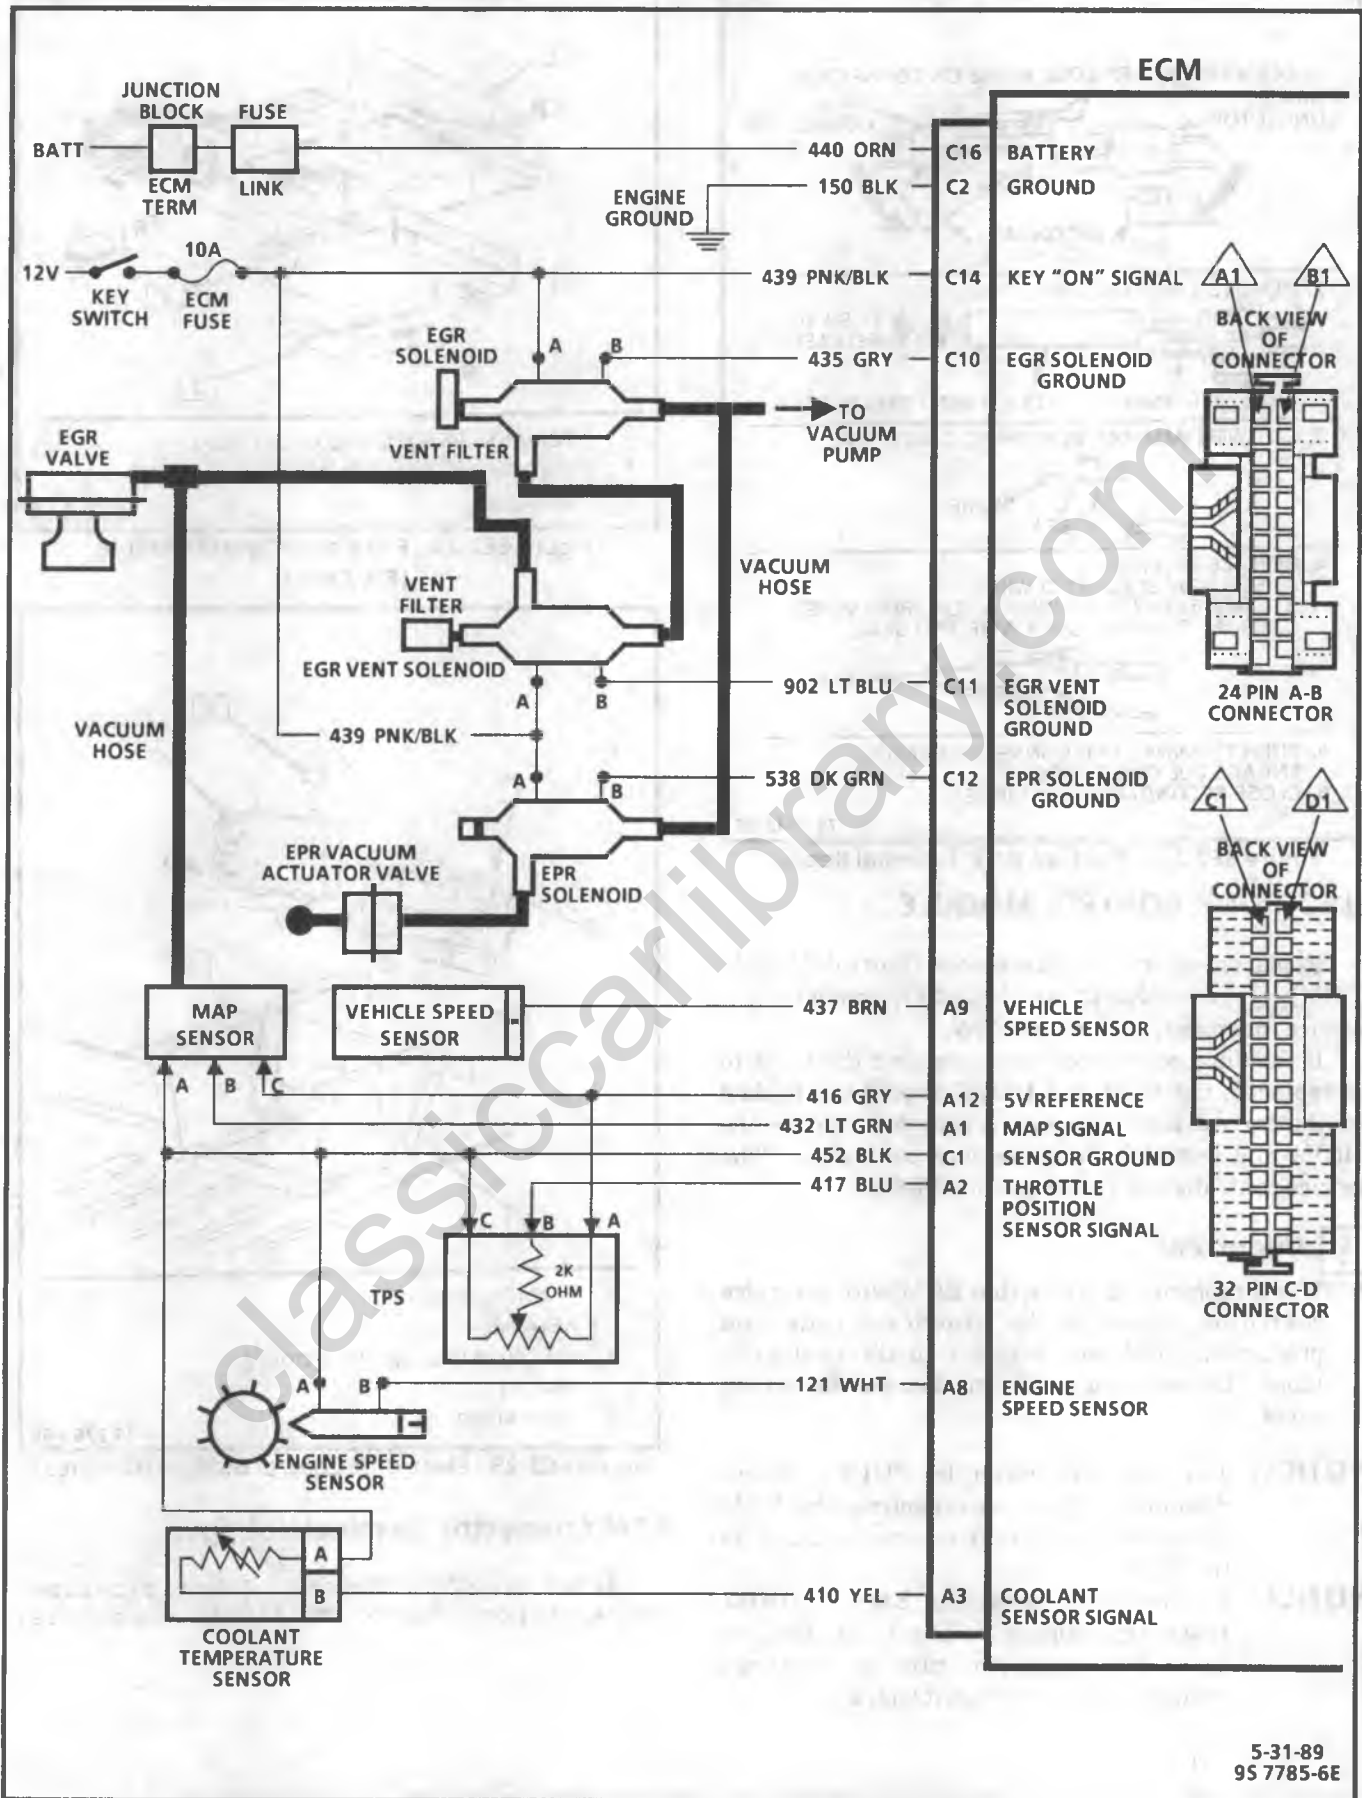 ECM
JUNCTION BLOCK
FUSE
BATT
ECM TERM
LINK
440 ORN
C16
BATTERY
150 BLK
C2
GROUND
ENGINE GROUND
10A
12V
KEY SWITCH
ECM FUSE
439 PNK/BLK
C14
KEY "ON" SIGNAL
A1
B1
BACK VIEW OF CONNECTOR
EGR SOLENOID
A
B
435 GRY
C10
EGR SOLENOID GROUND
TO VACUUM PUMP
EGR VALVE
VENT FILTER
VACUUM HOSE
VENT FILTER
EGR VENT SOLENOID
A
B
902 LT BLU
C11
EGR VENT SOLENOID GROUND
24 PIN A-B CONNECTOR
VACUUM HOSE
439 PNK/BLK
A
B
538 DK GRN
C12
EPR SOLENOID GROUND
C1
D1
BACK VIEW OF CONNECTOR
EPR VACUUM ACTUATOR VALVE
EPR SOLENOID
MAP SENSOR
VEHICLE SPEED SENSOR
437 BRN
A9
VEHICLE SPEED SENSOR
A
B
C
416 GRY
A12
5V REFERENCE
432 LT GRN
A1
MAP SIGNAL
452 BLK
C1
SENSOR GROUND
417 BLU
A2
THROTTLE POSITION SENSOR SIGNAL
C
B
A
2K OHM
TPS
32 PIN C-D CONNECTOR
A
B
121 WHT
A8
ENGINE SPEED SENSOR
ENGINE SPEED SENSOR
A
B
410 YEL
A3
COOLANT SENSOR SIGNAL
COOLANT TEMPERATURE SENSOR
5-31-89
9S 7785-6E
classiccarlibrary.com